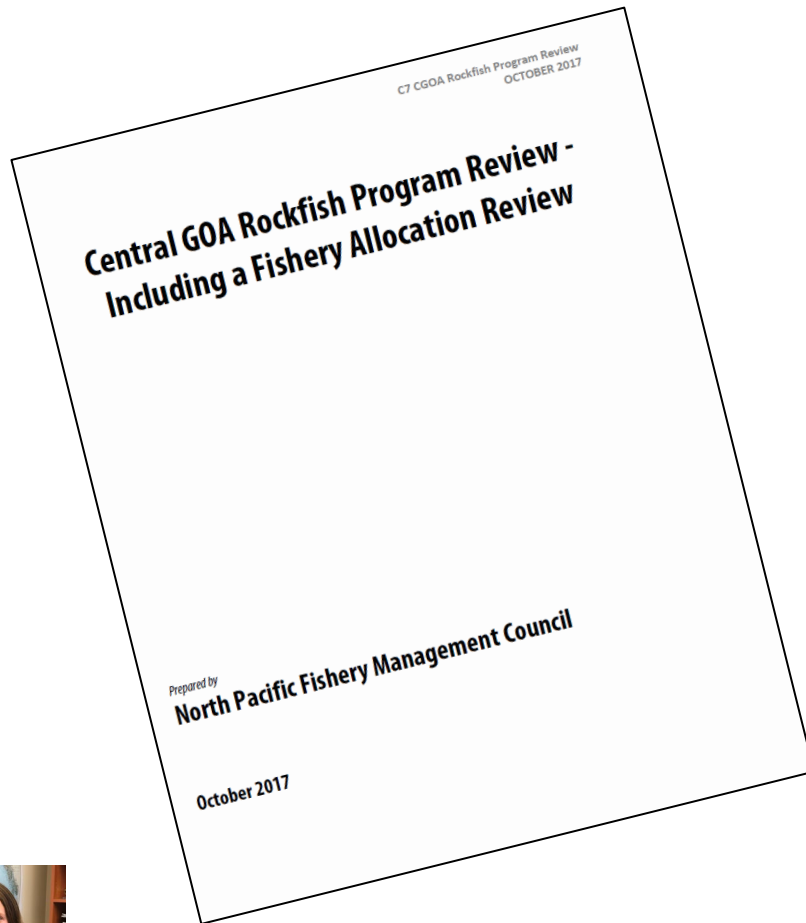 C7 CGOA Rockfish Program Review
OCTOBER 2017
Central GOA Rockfish Program Review -
Including a Fishery Allocation Review
Prepared by
North Pacific Fishery Management Council
October 2017